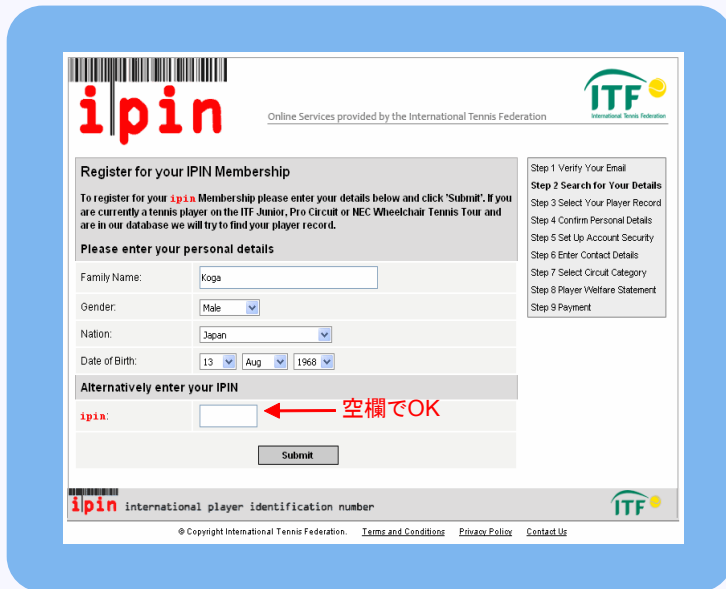 ipin
Online Services provided by the International Tennis Federation
ITF
International Tennis Federation
Register for your IPIN Membership
To register for your ipin Membership please enter your details below and click 'Submit'. If you
are currently a tennis player on the ITF Junior, Pro Circuit or NEC Wheelchair Tennis Tour and
are in our database we will try to find your player record.
Please enter your personal details
Family Name: Koga
Gender: Male
Nation: Japan
Date of Birth: 13 Aug 1968
Alternatively enter your IPIN
ipin: 空欄でOK
Submit
Step 1 Verify Your Email
Step 2 Search for Your Details
Step 3 Select Your Player Record
Step 4 Confirm Personal Details
Step 5 Set Up Account Security
Step 6 Enter Contact Details
Step 7 Select Circuit Category
Step 8 Player Welfare Statement
Step 9 Payment
ipin international player identification number
ITF
© Copyright International Tennis Federation. Terms and Conditions Privacy Policy Contact Us